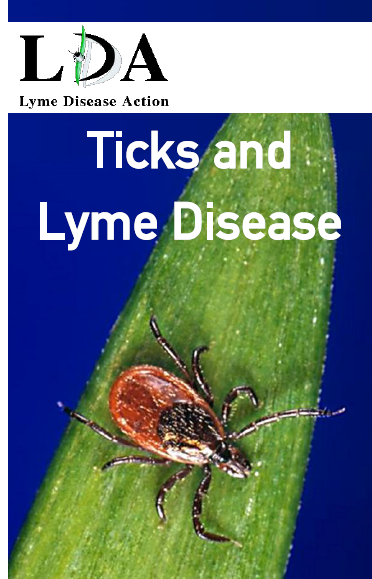 LDA
Lyme Disease Action
Ticks and
Lyme Disease